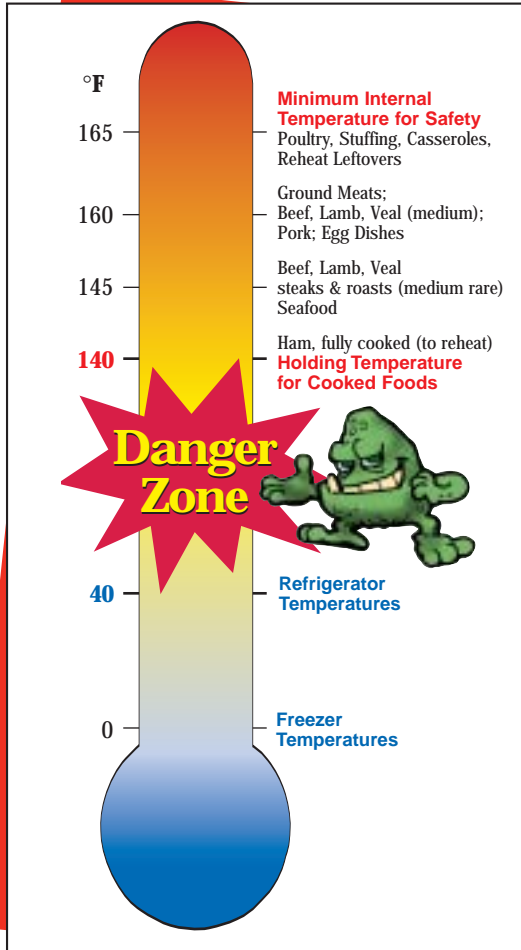 °F
165
Minimum Internal
Temperature for Safety
Poultry, Stuffing, Casseroles,
Reheat Leftovers
160
Ground Meats;
Beef, Lamb, Veal (medium);
Pork; Egg Dishes
145
Beef, Lamb, Veal
steaks & roasts (medium rare)
Seafood
Ham, fully cooked (to reheat)
140
Holding Temperature
for Cooked Foods
Danger
Zone
40
Refrigerator
Temperatures
0
Freezer
Temperatures